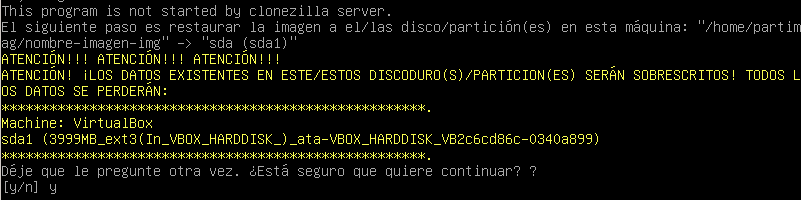 This program is not started by clonezilla server.
El siguiente paso es restaurar la imagen a el/las disco/partición(es) en esta máquina: "/home/partim
ag/nombre-imagen-img" -> "sda (sda1)"
ATENCIÓN!!! ATENCIÓN!!! ATENCIÓN!!!
ATENCIÓN! ¡LOS DATOS EXISTENTES EN ESTE/ESTOS DISCODURO(S)/PARTICION(ES) SERÁN SOBRESCRITOS! TODOS L
OS DATOS SE PERDERÁN:
*****************************************************.
Machine: VirtualBox
sda1 (3999MB_ext3(In_VBOX_HARDDISK_)_ata-VBOX_HARDDISK_VB2c6cd86c-0340a899)
*****************************************************.
Déje que le pregunte otra vez. ¿Está seguro que quiere continuar? ?
[y/n] y